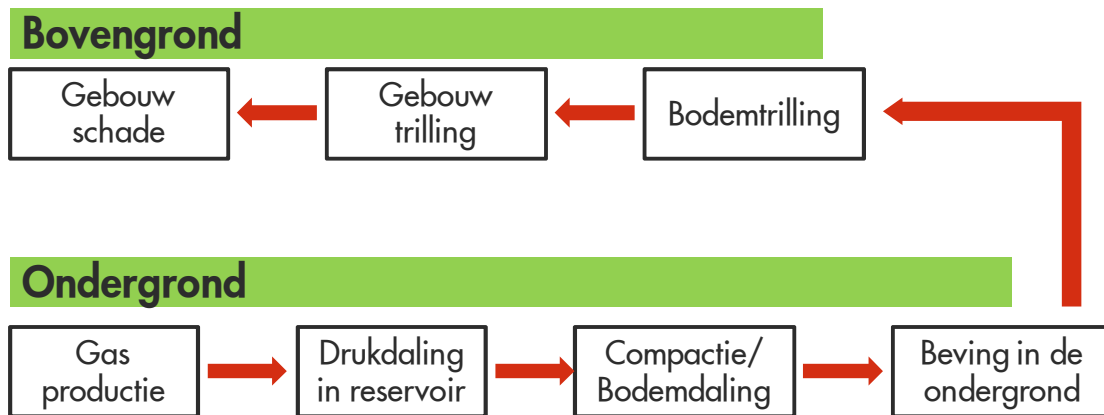 Bovengrond
Gebouw
schade
Gebouw
trilling
Bodemtrilling
Ondergrond
Gas
productie
Drukdaling
in reservoir
Compactie/
Bodemdaling
Beving in de
ondergrond